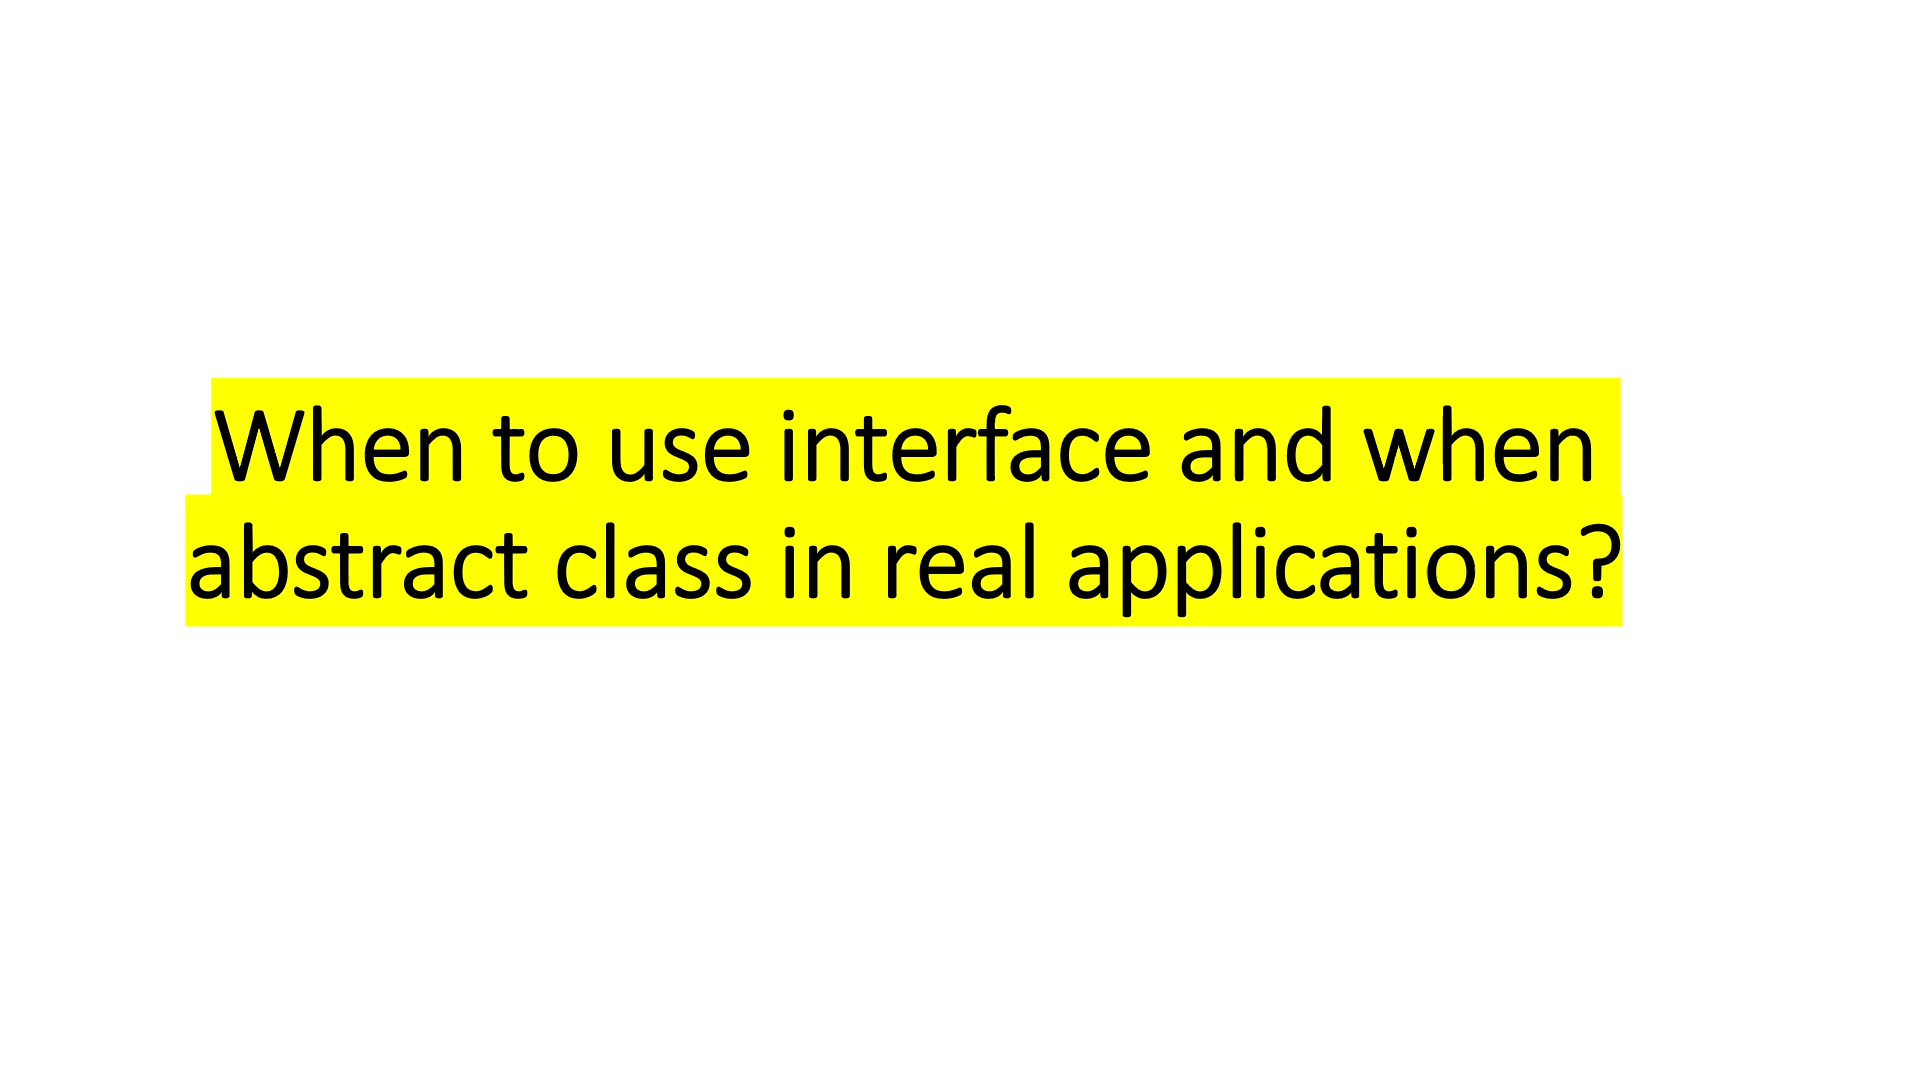 When to use interface and when
abstract class in real applications?